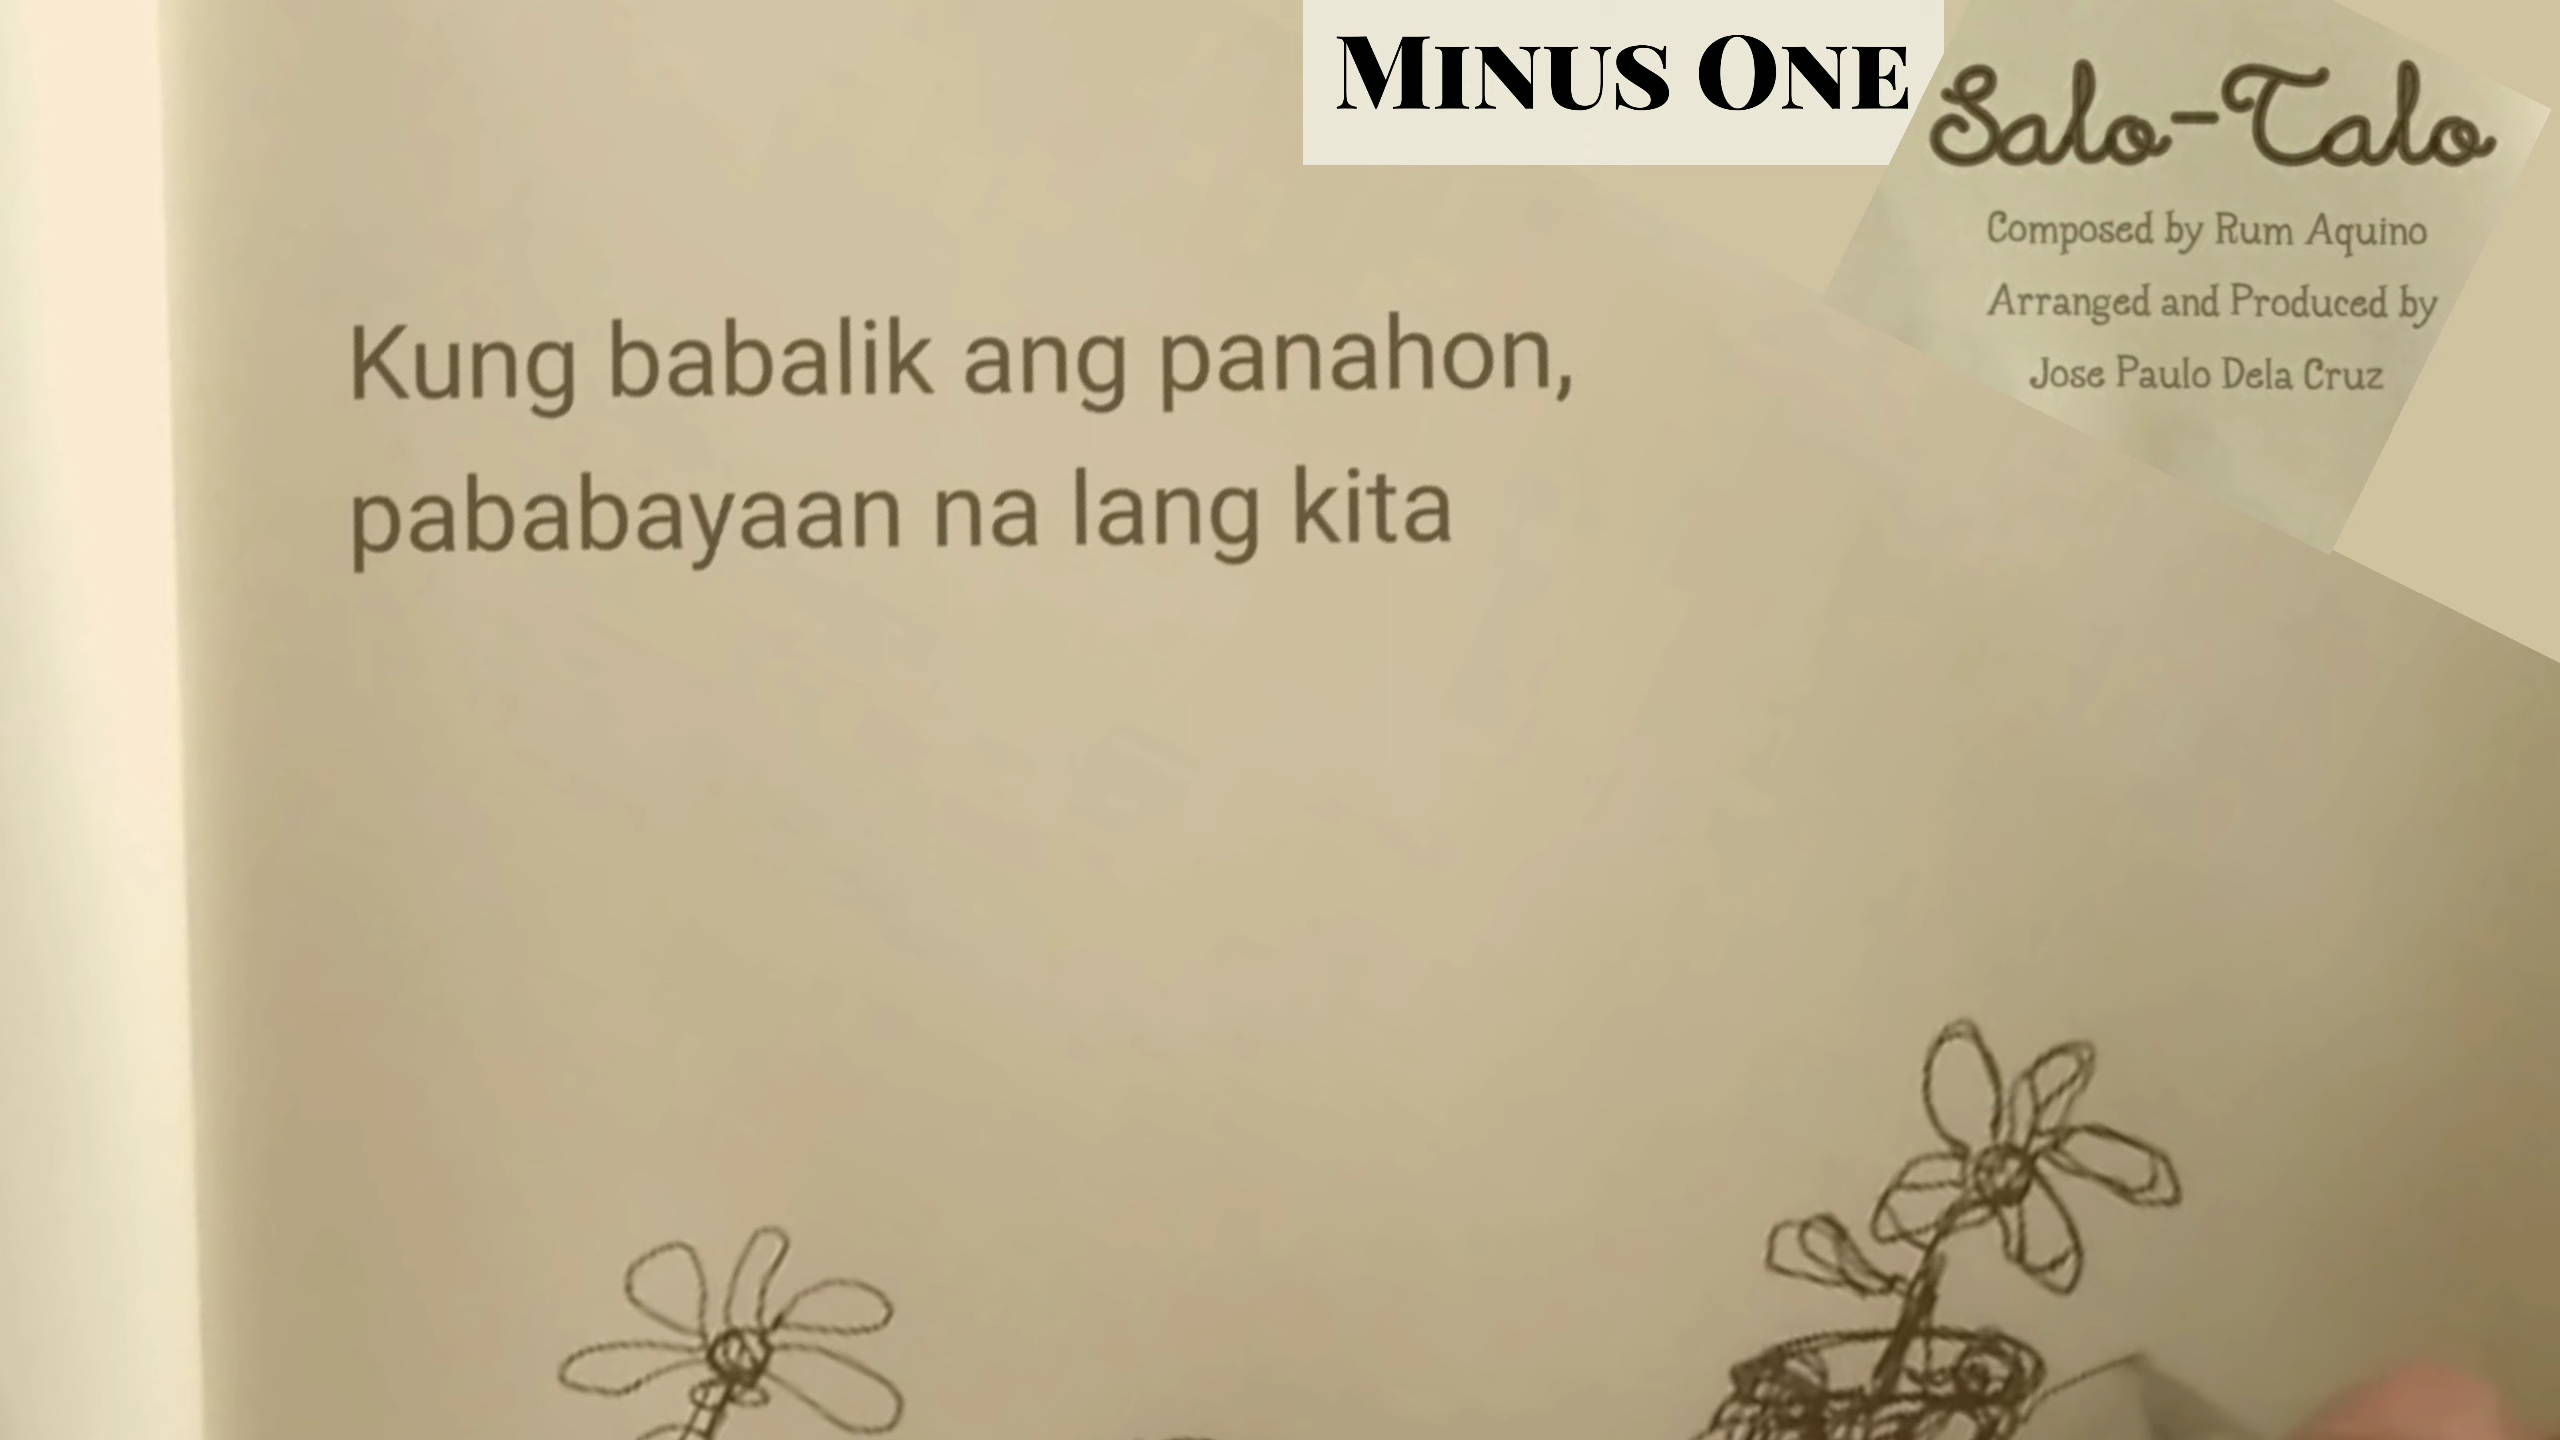 MINUS ONE
Salo-Talo
Composed by Rum Aquino
Arranged and Produced by
Jose Paulo Dela Cruz
Kung babalik ang panahon,
pababayaan na lang kita